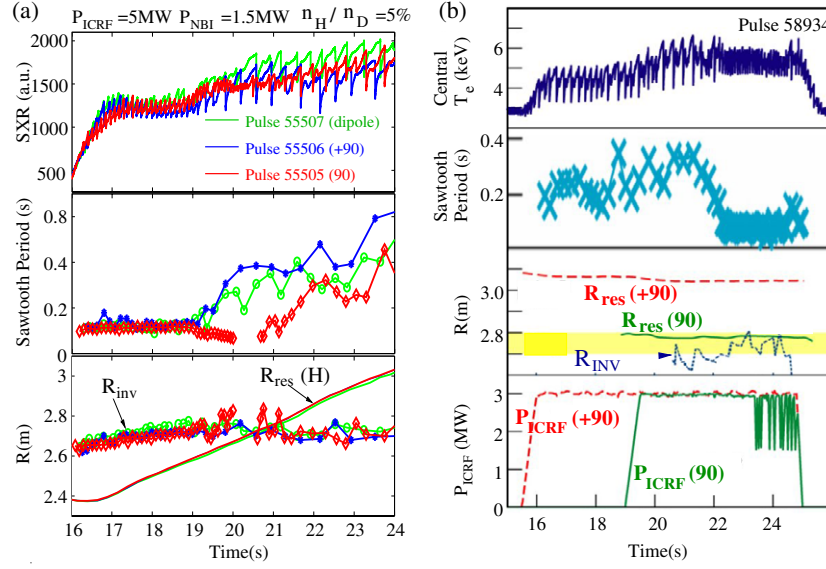 (a)
P_ICRF =5MW P_NBI =1.5MW n_H / n_D =5%
2000
1500
1000
500
SXR (a.u.)
Pulse 55507 (dipole)
Pulse 55506 (+90)
Pulse 55505 (90)
0.8
0.4
0.2
0
Sawtooth Period (s)
3
2.8
2.6
2.4
R(m)
R_inv
R_res (H)
16 17 18 19 20 21 22 23 24
Time(s)
(b)
Pulse 58934
6
4
Central
T_e (keV)
0.4
0.2
Sawtooth
Period (s)
3.0
2.8
R(m)
R_res (+90)
R_res (90)
R_INV
3
2
1
0
P_ICRF (MW)
P_ICRF (+90)
P_ICRF (90)
16 18 20 22 24
Time(s)